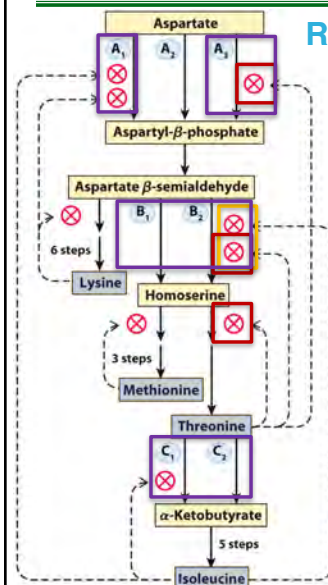 Aspartate
R
A₁ A₂ A₃
Aspartyl-β-phosphate
Aspartate β-semialdehyde
B₁ B₂
6 steps
Lysine
Homoserine
3 steps
Methionine
Threonine
C₁ C₂
α-Ketobutyrate
5 steps
Isoleucine